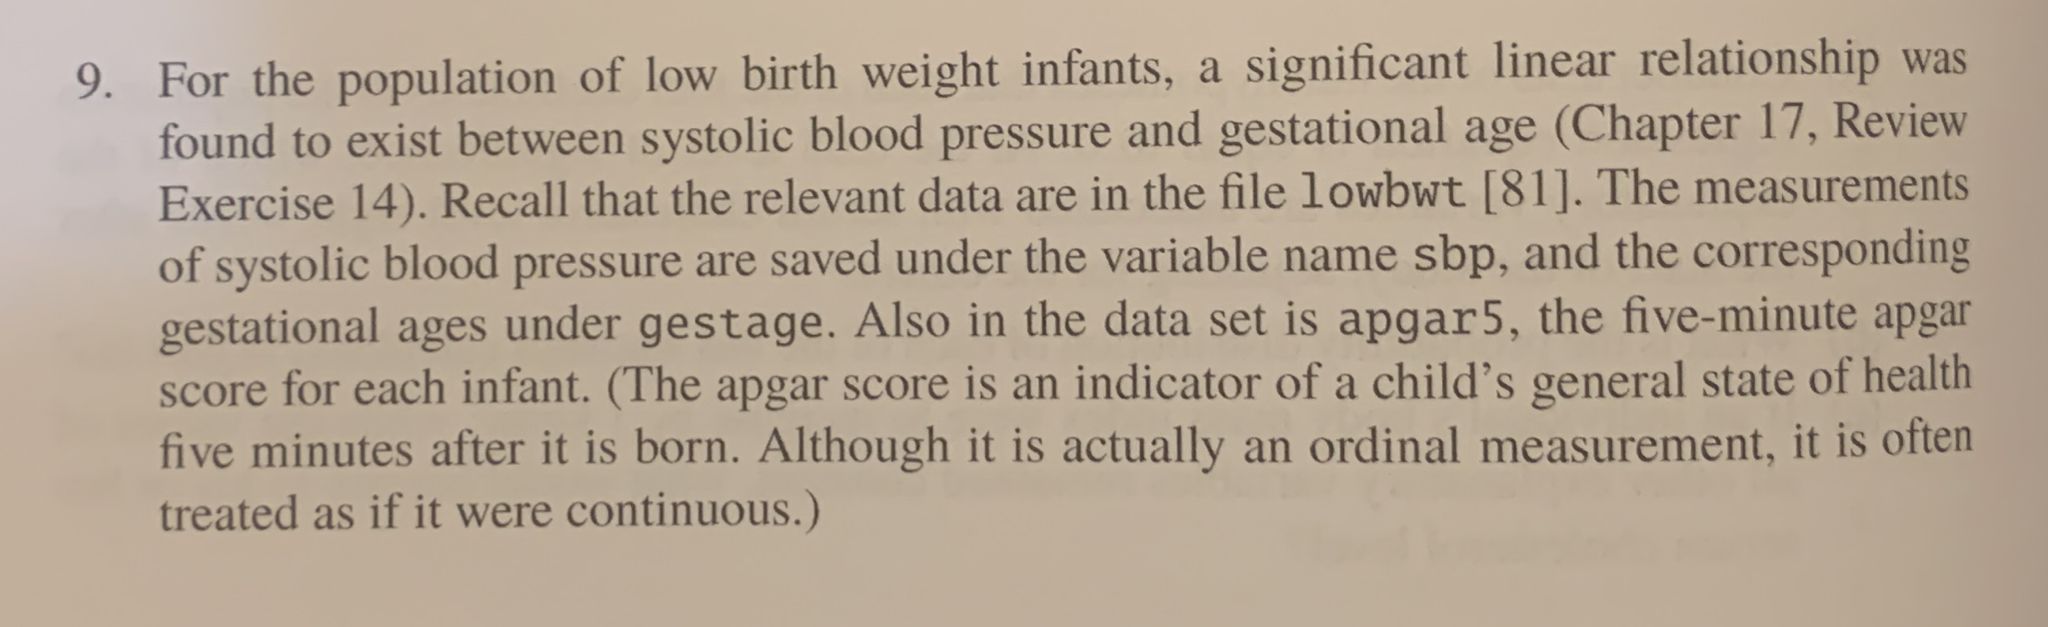 9. For the population of low birth weight infants, a significant linear relationship was
found to exist between systolic blood pressure and gestational age (Chapter 17, Review
Exercise 14). Recall that the relevant data are in the file lowbwt [81]. The measurements
of systolic blood pressure are saved under the variable name sbp, and the corresponding
gestational ages under gestage. Also in the data set is apgar5, the five-minute apgar
score for each infant. (The apgar score is an indicator of a child's general state of health
five minutes after it is born. Although it is actually an ordinal measurement, it is often
treated as if it were continuous.)